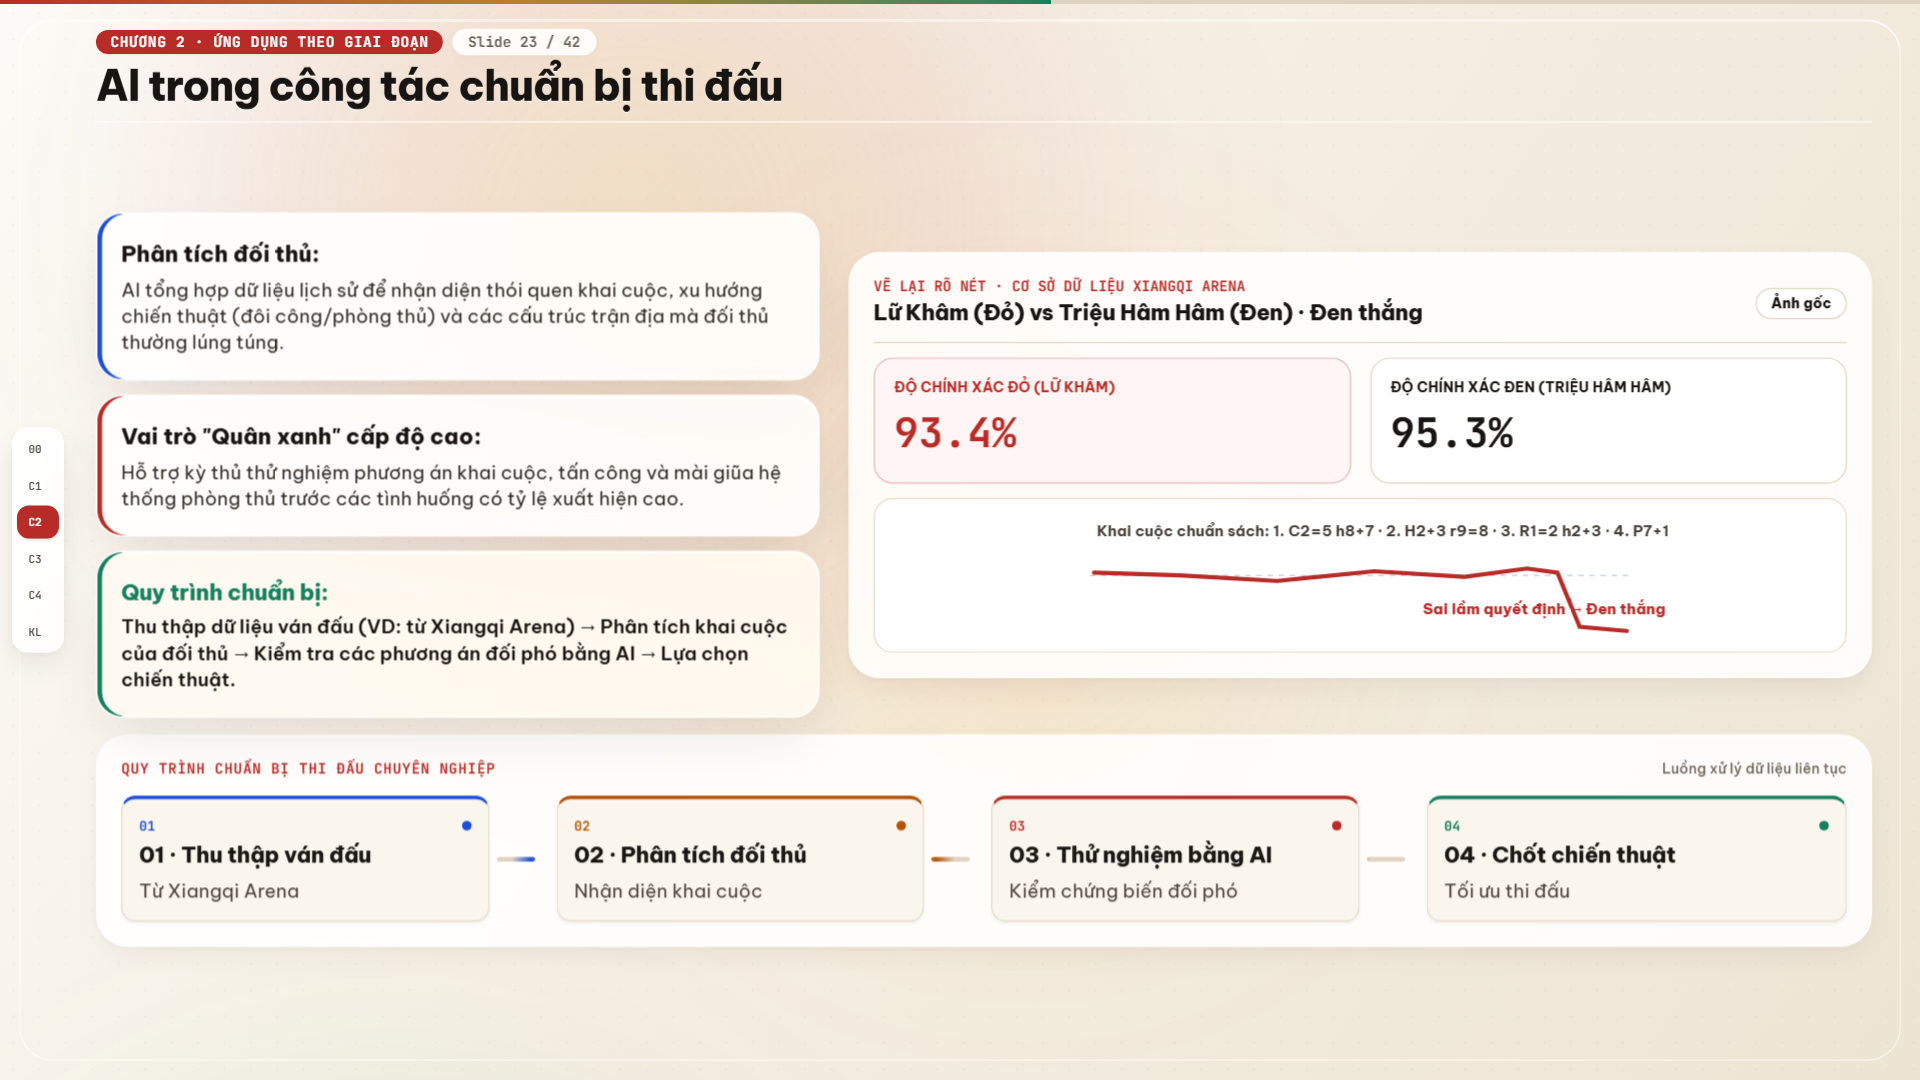 CHƯƠNG 2 · ỨNG DỤNG THEO GIAI ĐOẠN
Slide 23 / 42
AI trong công tác chuẩn bị thi đấu
00
C1
C2
C3
C4
KL
Phân tích đối thủ:
AI tổng hợp dữ liệu lịch sử để nhận diện thói quen khai cuộc, xu hướng
chiến thuật (đôi công/phòng thủ) và các cấu trúc trận địa mà đối thủ
thường lúng túng.
Vai trò "Quân xanh" cấp độ cao:
Hỗ trợ kỳ thủ thử nghiệm phương án khai cuộc, tấn công và mài giũa hệ
thống phòng thủ trước các tình huống có tỷ lệ xuất hiện cao.
Quy trình chuẩn bị:
Thu thập dữ liệu ván đấu (VD: từ Xiangqi Arena) → Phân tích khai cuộc
của đối thủ → Kiểm tra các phương án đối phó bằng AI → Lựa chọn
chiến thuật.
VẼ LẠI RÕ NÉT · CƠ SỞ DỮ LIỆU XIANGQI ARENA
Lữ Khâm (Đỏ) vs Triệu Hâm Hâm (Đen) · Đen thắng
Ảnh gốc
ĐỘ CHÍNH XÁC ĐỎ (LỮ KHÂM)
93.4%
ĐỘ CHÍNH XÁC ĐEN (TRIỆU HÂM HÂM)
95.3%
Khai cuộc chuẩn sách: 1. C2=5 h8+7 · 2. H2+3 r9=8 · 3. R1=2 h2+3 · 4. P7+1
Sai lầm quyết định → Đen thắng
QUY TRÌNH CHUẨN BỊ THI ĐẤU CHUYÊN NGHIỆP
Luồng xử lý dữ liệu liên tục
01
01 · Thu thập ván đấu
Từ Xiangqi Arena
02
02 · Phân tích đối thủ
Nhận diện khai cuộc
03
03 · Thử nghiệm bằng AI
Kiểm chứng biến đối phó
04
04 · Chốt chiến thuật
Tối ưu thi đấu